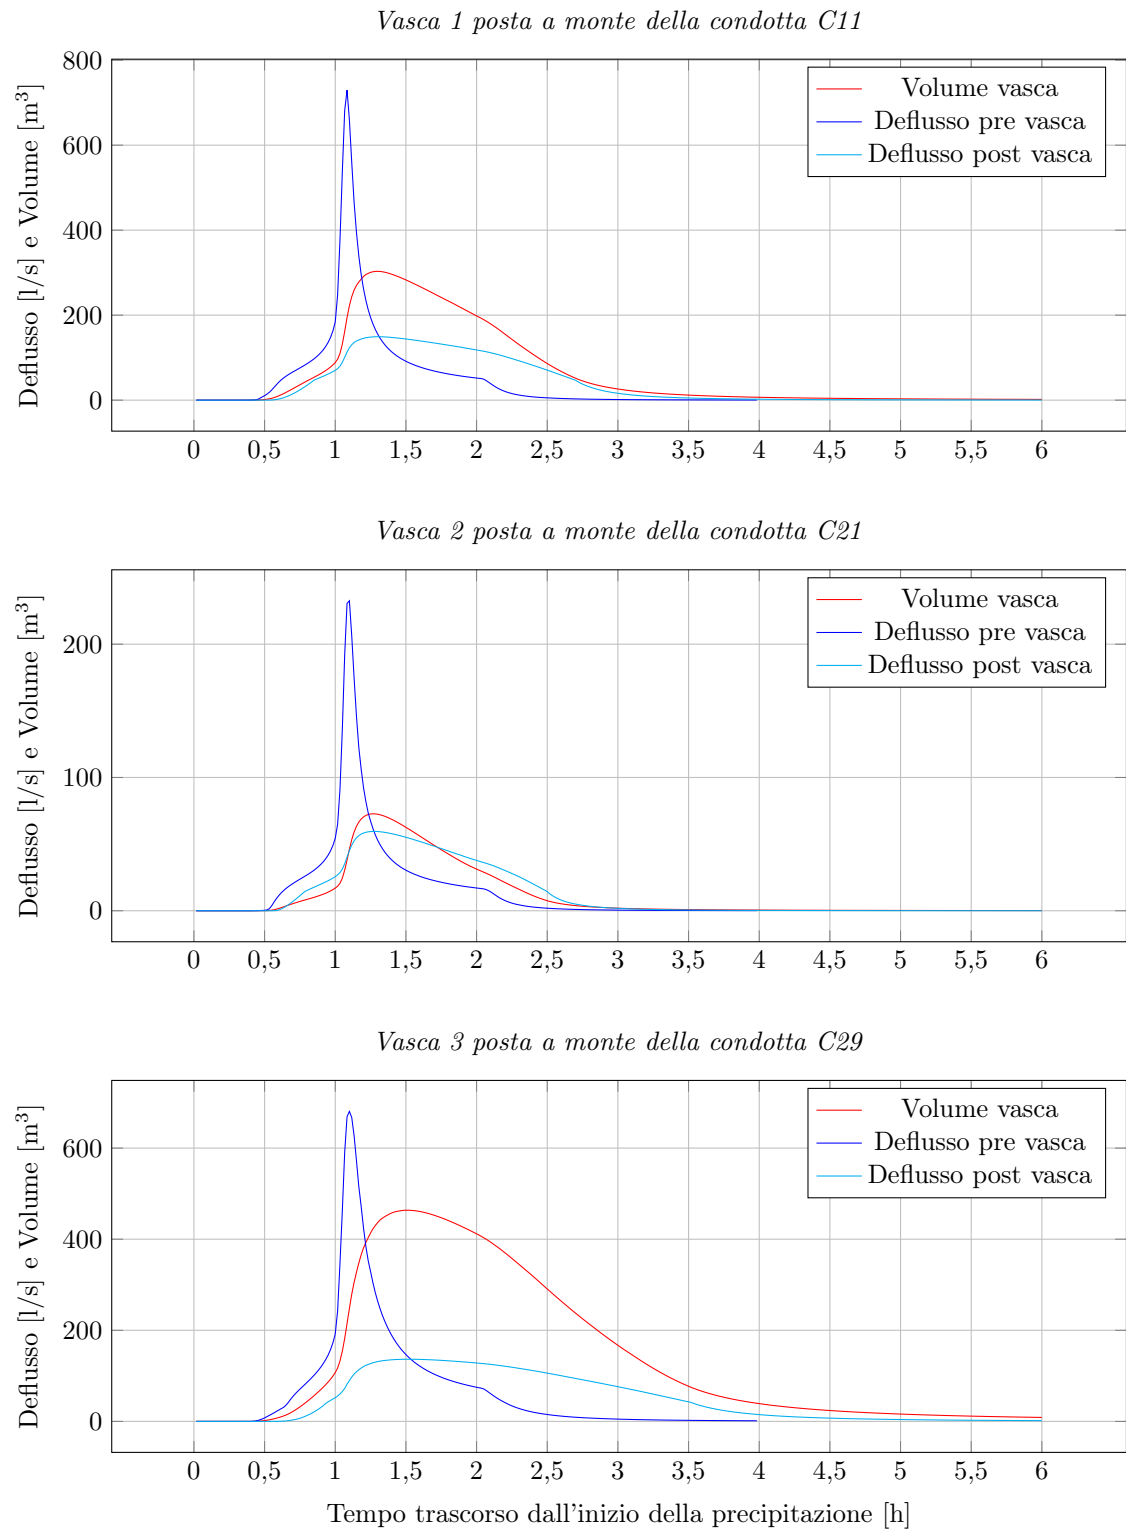 Vasca 1 posta a monte della condotta C11
Deflusso [l/s] e Volume [m³]
800
600
400
200
0
Volume vasca
Deflusso pre vasca
Deflusso post vasca
0 0,5 1 1,5 2 2,5 3 3,5 4 4,5 5 5,5 6
Vasca 2 posta a monte della condotta C21
Deflusso [l/s] e Volume [m³]
200
100
0
Volume vasca
Deflusso pre vasca
Deflusso post vasca
0 0,5 1 1,5 2 2,5 3 3,5 4 4,5 5 5,5 6
Vasca 3 posta a monte della condotta C29
Deflusso [l/s] e Volume [m³]
600
400
200
0
Volume vasca
Deflusso pre vasca
Deflusso post vasca
0 0,5 1 1,5 2 2,5 3 3,5 4 4,5 5 5,5 6
Tempo trascorso dall'inizio della precipitazione [h]